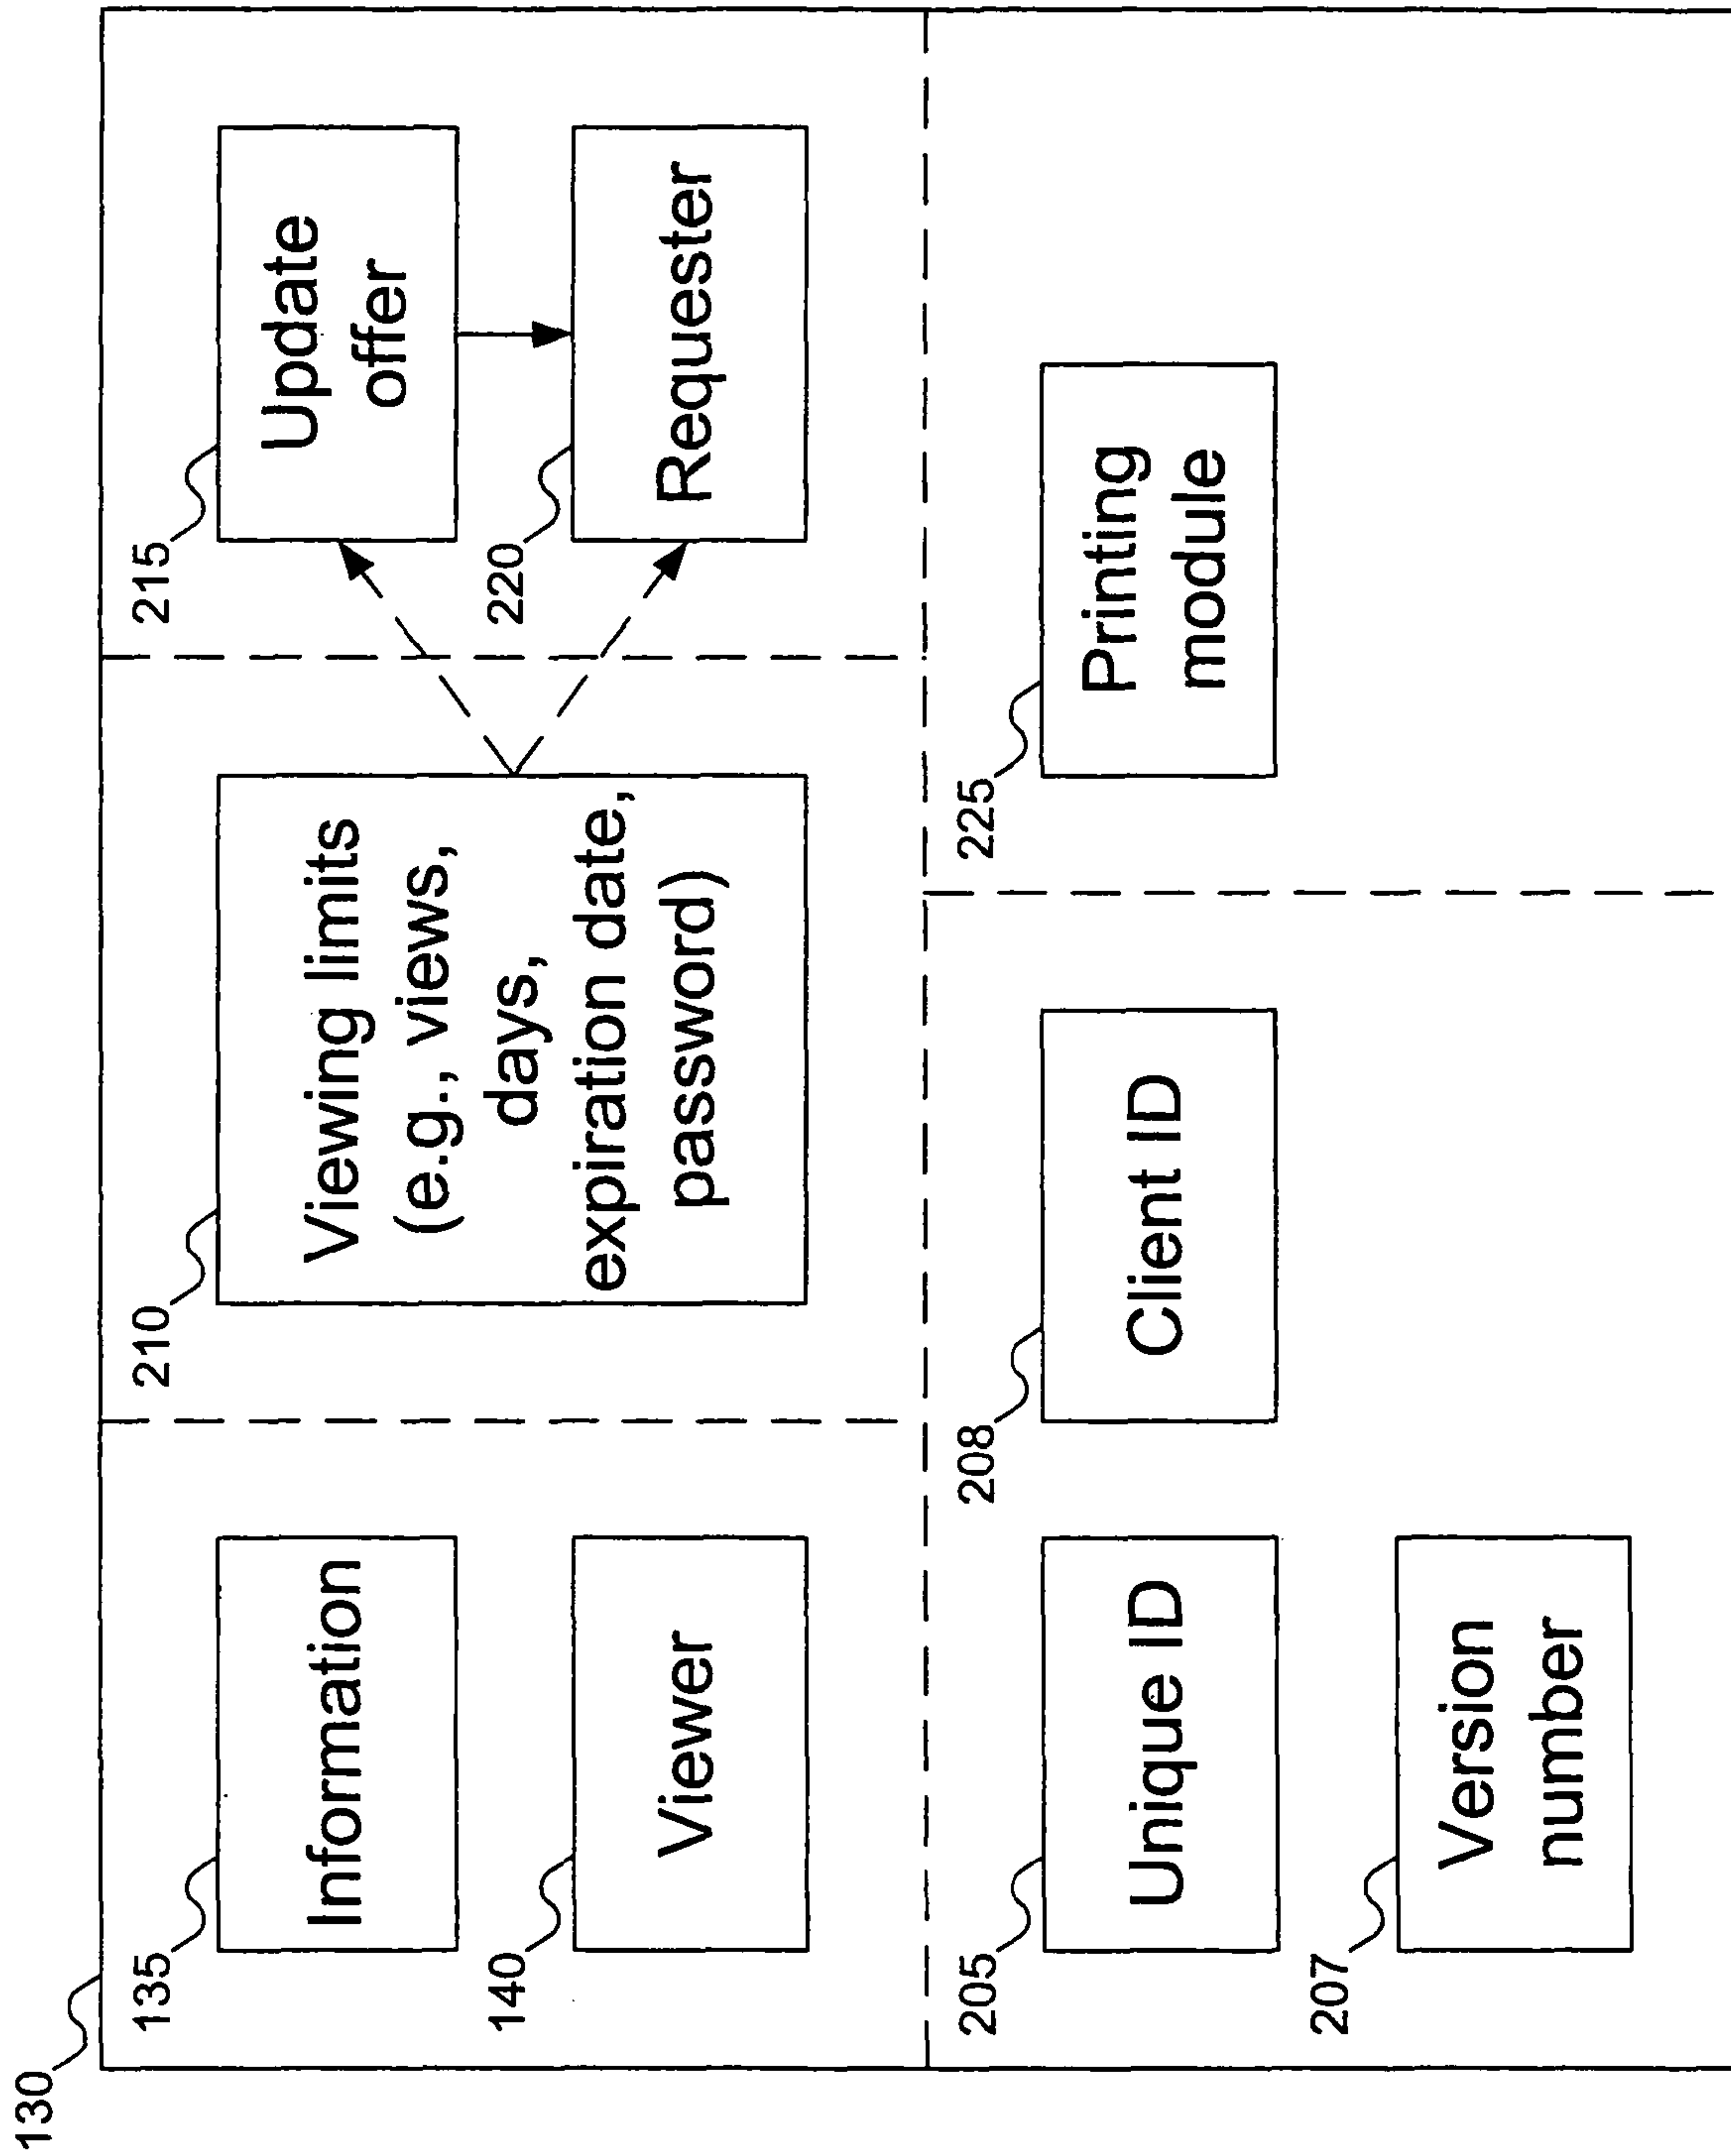 130
135
Information
140
Viewer
210
Viewing limits
(e.g., views,
days,
expiration date,
password)
215
Update
offer
220
Requester
205
Unique ID
207
Version
number
208
Client ID
225
Printing
module